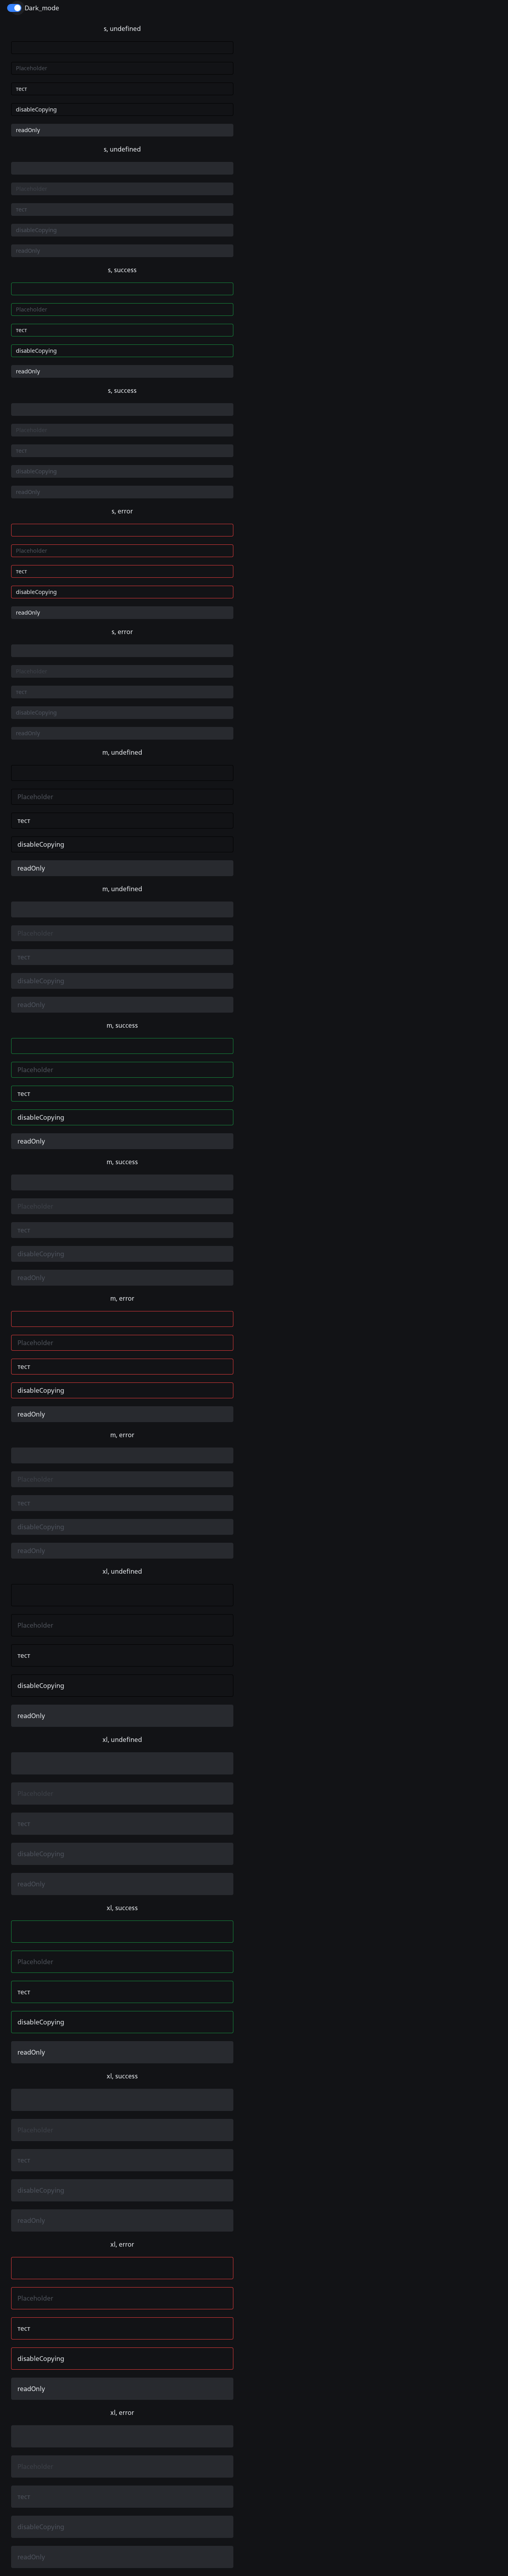 Dark_mode
s, undefined
Placeholder
тест
disableCopying
readOnly
s, undefined
Placeholder
тест
disableCopying
readOnly
s, success
Placeholder
тест
disableCopying
readOnly
s, success
Placeholder
тест
disableCopying
readOnly
s, error
Placeholder
тест
disableCopying
readOnly
s, error
Placeholder
тест
disableCopying
readOnly
m, undefined
Placeholder
тест
disableCopying
readOnly
m, undefined
Placeholder
тест
disableCopying
readOnly
m, success
Placeholder
тест
disableCopying
readOnly
m, success
Placeholder
тест
disableCopying
readOnly
m, error
Placeholder
тест
disableCopying
readOnly
m, error
Placeholder
тест
disableCopying
readOnly
xl, undefined
Placeholder
тест
disableCopying
readOnly
xl, undefined
Placeholder
тест
disableCopying
readOnly
xl, success
Placeholder
тест
disableCopying
readOnly
xl, success
Placeholder
тест
disableCopying
readOnly
xl, error
Placeholder
тест
disableCopying
readOnly
xl, error
Placeholder
тест
disableCopying
readOnly